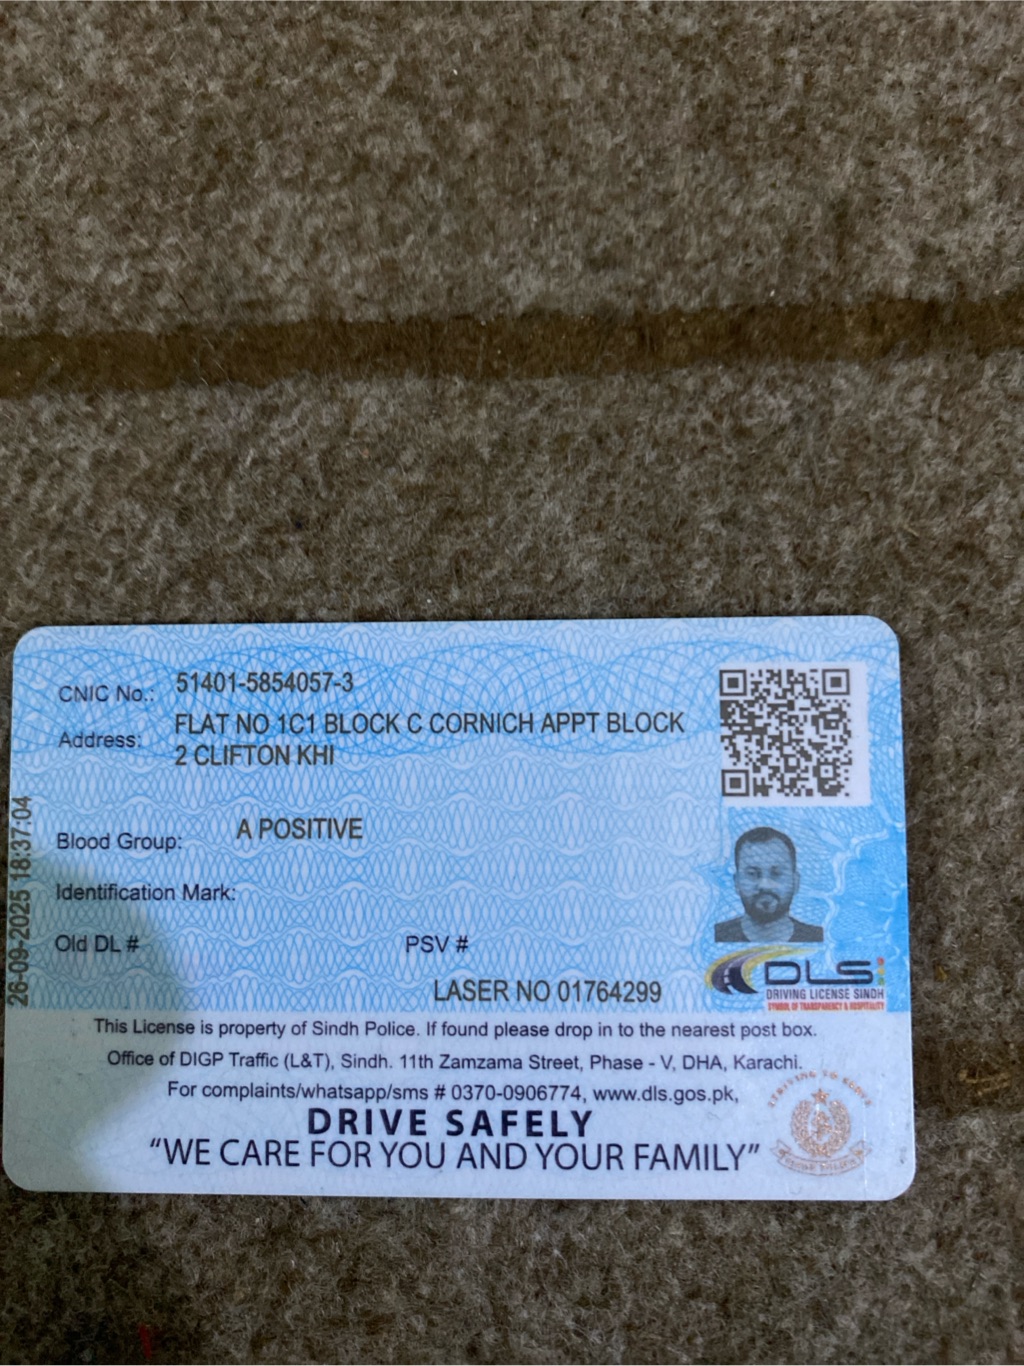 CNIC No.: 51401-5854057-3
Address: FLAT NO 1C1 BLOCK C CORNICH APPT BLOCK
2 CLIFTON KHI
Blood Group: A POSITIVE
Identification Mark:
Old DL # PSV #
LASER NO 01764299
26-09-2025 18:37:04
DLS
DRIVING LICENSE SINDH
SYMBOL OF TRANSPARENCY & HOSPITALITY
This License is property of Sindh Police. If found please drop in to the nearest post box.
Office of DIGP Traffic (L&T), Sindh. 11th Zamzama Street, Phase - V, DHA, Karachi.
For complaints/whatsapp/sms # 0370-0906774, www.dls.gos.pk,
DRIVE SAFELY
“WE CARE FOR YOU AND YOUR FAMILY”